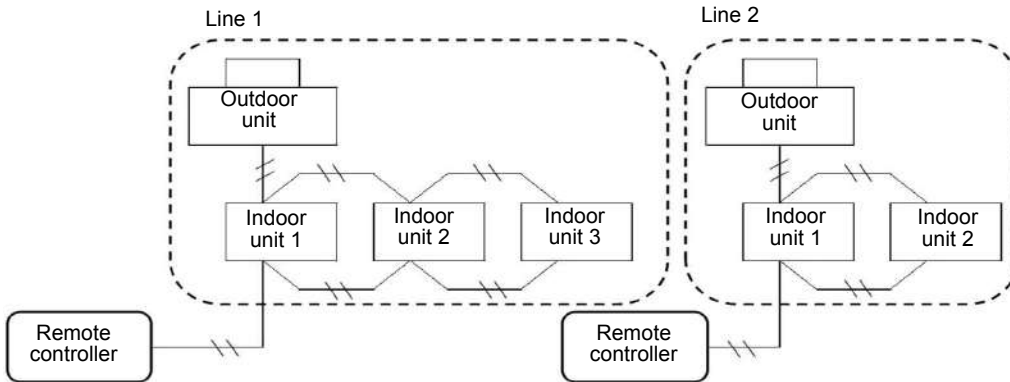 Line 1
Line 2
Outdoor
unit
Outdoor
unit
Indoor
unit 1
Indoor
unit 2
Indoor
unit 3
Indoor
unit 1
Indoor
unit 2
Remote
controller
Remote
controller